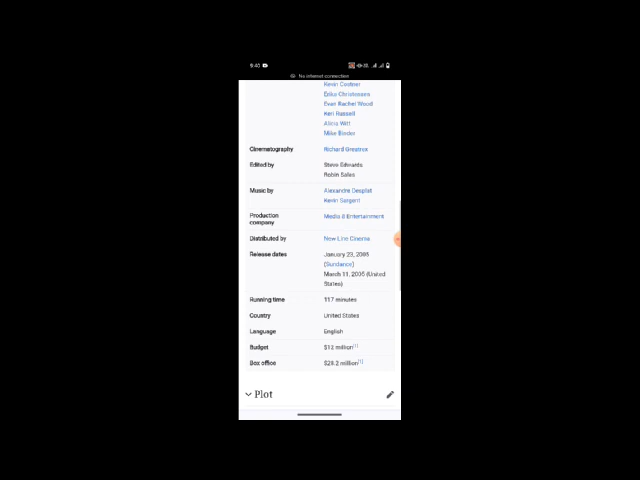 9:40
No internet connection
Kevin Costner
Erika Christensen
Evan Rachel Wood
Keri Russell
Alicia Witt
Mike Binder
Cinematography Richard Greatrex
Edited by Steve Edwards
Robin Sales
Music by Alexandre Desplat
Kevin Sargent
Production company Media 8 Entertainment
Distributed by New Line Cinema
Release dates January 23, 2005
(Sundance)
March 11, 2005 (United
States)
Running time 117 minutes
Country United States
Language English
Budget $12 million[1]
Box office $28.2 million[1]
Plot